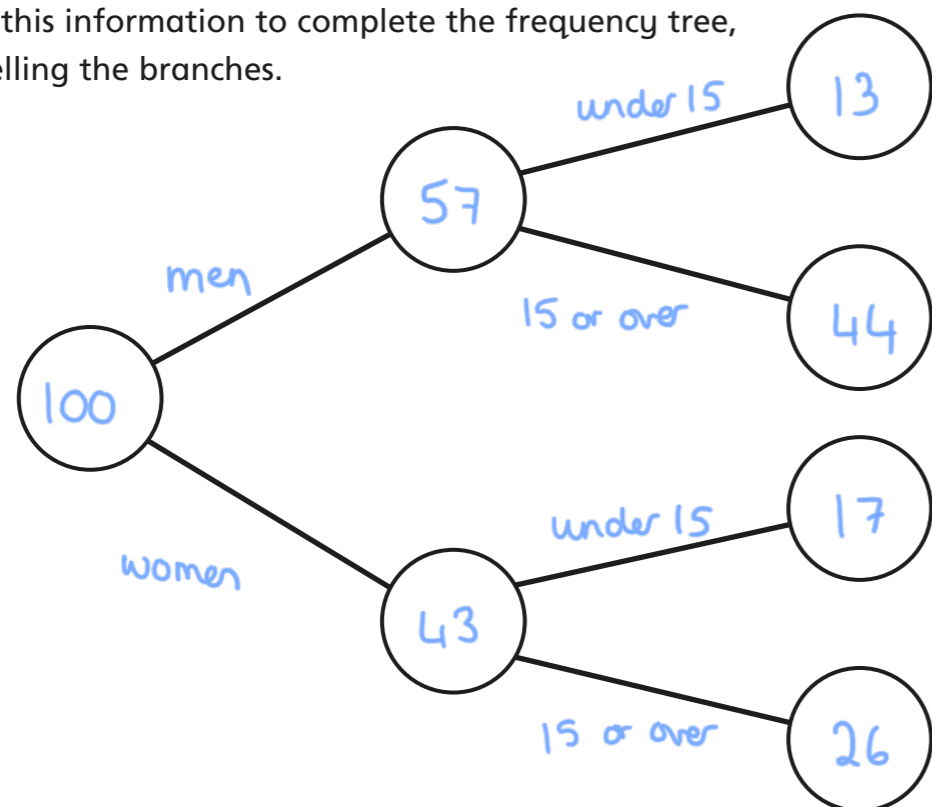 this information to complete the frequency tree,
elling the branches.
under 15
13
57
men
15 or over
44
100
under 15
17
women
43
15 or over
26